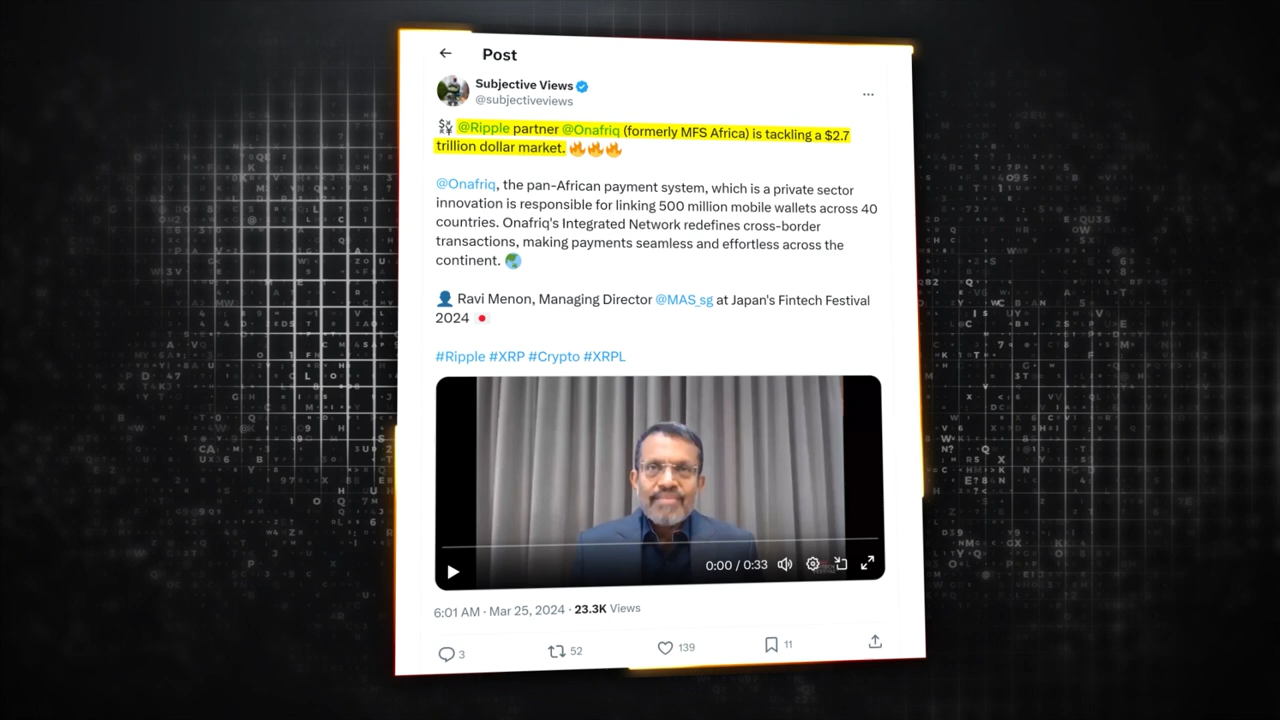 Post
Subjective Views
@subjectiveviews
@Ripple partner @Onafriq (formerly MFS Africa) is tackling a $2.7
trillion dollar market. 🔥🔥🔥
@Onafriq, the pan-African payment system, which is a private sector
innovation is responsible for linking 500 million mobile wallets across 40
countries. Onafriq's Integrated Network redefines cross-border
transactions, making payments seamless and effortless across the
continent. 🌏
👤 Ravi Menon, Managing Director @MAS_sg at Japan's Fintech Festival
2024 🇯🇵
#Ripple #XRP #Crypto #XRPL
0:00 / 0:33
6:01 AM · Mar 25, 2024 · 23.3K Views
3 52 139 11